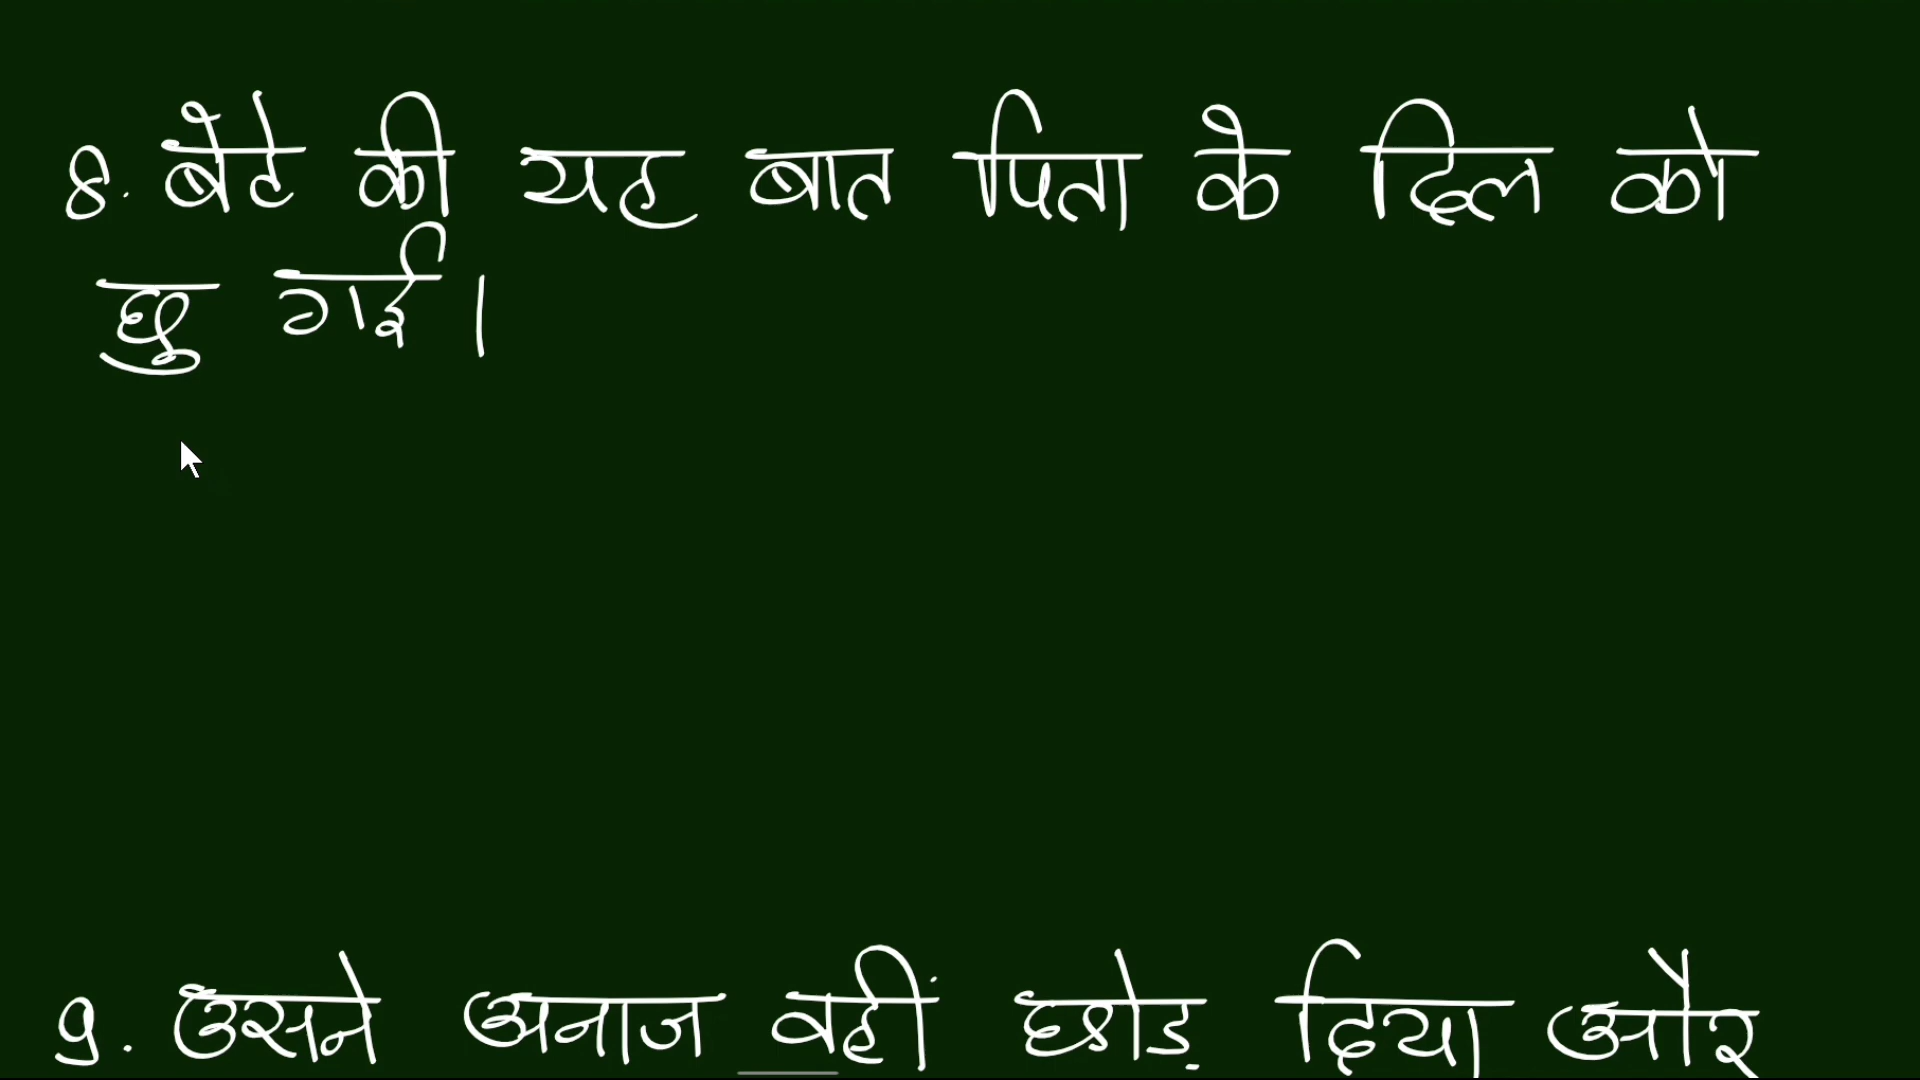 8. बेटे की यह बात पिता के दिल को
छु गई।
9. उसने अनाज वहीं छोड़ दिया और